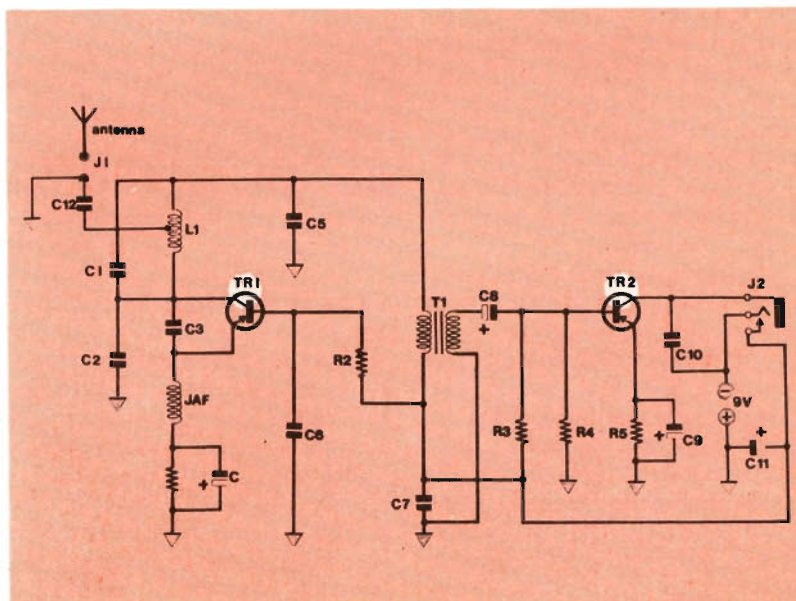 antenna
J1
C12
L1
C5
C1
TR1
T1
C8
+
TR2
J2
C3
C2
R2
C10
JAF
−
9V
+
R3
R4
R5
+
C9
+
C11
C6
+
C
C7